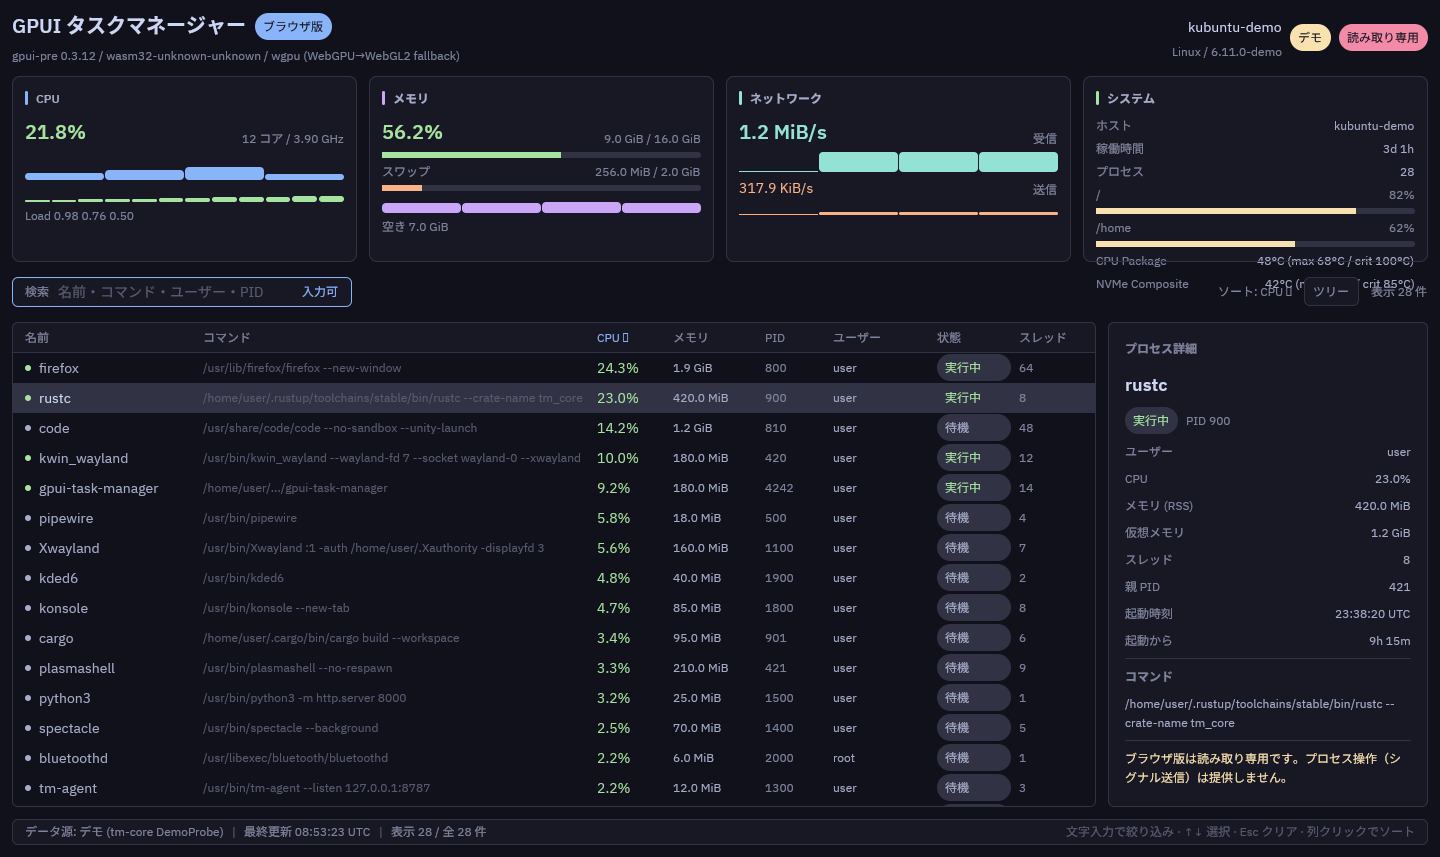 GPUI タスクマネージャー ブラウザ版
gpui-pre 0.3.12 / wasm32-unknown-unknown / wgpu (WebGPU→WebGL2 fallback)
kubuntu-demo
Linux / 6.11.0-demo
デモ 読み取り専用
CPU
21.8% 12 コア / 3.90 GHz
Load 0.98 0.76 0.50
メモリ
56.2% 9.0 GiB / 16.0 GiB
スワップ 256.0 MiB / 2.0 GiB
空き 7.0 GiB
ネットワーク
1.2 MiB/s 受信
317.9 KiB/s 送信
システム
ホスト kubuntu-demo
稼働時間 3d 1h
プロセス 28
/ 82%
/home 62%
CPU Package 48°C (max 68°C / crit 100°C)
NVMe Composite 42°C / crit 85°C)
検索 名前・コマンド・ユーザー・PID 入力可
ソート: CPU ツリー 表示 28 件
名前 コマンド CPU メモリ PID ユーザー 状態 スレッド
firefox /usr/lib/firefox/firefox --new-window 24.3% 1.9 GiB 800 user 実行中 64
rustc /home/user/.rustup/toolchains/stable/bin/rustc --crate-name tm_core 23.0% 420.0 MiB 900 user 実行中 8
code /usr/share/code/code --no-sandbox --unity-launch 14.2% 1.2 GiB 810 user 待機 48
kwin_wayland /usr/bin/kwin_wayland --wayland-fd 7 --socket wayland-0 --xwayland 10.0% 180.0 MiB 420 user 実行中 12
gpui-task-manager /home/user/.../gpui-task-manager 9.2% 180.0 MiB 4242 user 実行中 14
pipewire /usr/bin/pipewire 5.8% 18.0 MiB 500 user 待機 4
Xwayland /usr/bin/Xwayland :1 -auth /home/user/.Xauthority -displayfd 3 5.6% 160.0 MiB 1100 user 待機 7
kded6 /usr/bin/kded6 4.8% 40.0 MiB 1900 user 待機 2
konsole /usr/bin/konsole --new-tab 4.7% 85.0 MiB 1800 user 待機 8
cargo /home/user/.cargo/bin/cargo build --workspace 3.4% 95.0 MiB 901 user 待機 6
plasmashell /usr/bin/plasmashell --no-respawn 3.3% 210.0 MiB 421 user 待機 9
python3 /usr/bin/python3 -m http.server 8000 3.2% 25.0 MiB 1500 user 待機 1
spectacle /usr/bin/spectacle --background 2.5% 70.0 MiB 1400 user 待機 5
bluetoothd /usr/libexec/bluetooth/bluetoothd 2.2% 6.0 MiB 2000 root 待機 1
tm-agent /usr/bin/tm-agent --listen 127.0.0.1:8787 2.2% 12.0 MiB 1300 user 待機 3
プロセス詳細
rustc
実行中 PID 900
ユーザー user
CPU 23.0%
メモリ (RSS) 420.0 MiB
仮想メモリ 1.2 GiB
スレッド 8
親 PID 421
起動時刻 23:38:20 UTC
起動から 9h 15m
コマンド
/home/user/.rustup/toolchains/stable/bin/rustc --
crate-name tm_core
ブラウザ版は読み取り専用です。プロセス操作（シ
グナル送信）は提供しません。
データ源: デモ (tm-core DemoProbe) | 最終更新 08:53:23 UTC | 表示 28 / 全 28 件
文字入力で絞り込み · ↑↓ 選択 · Esc クリア · 列クリックでソート